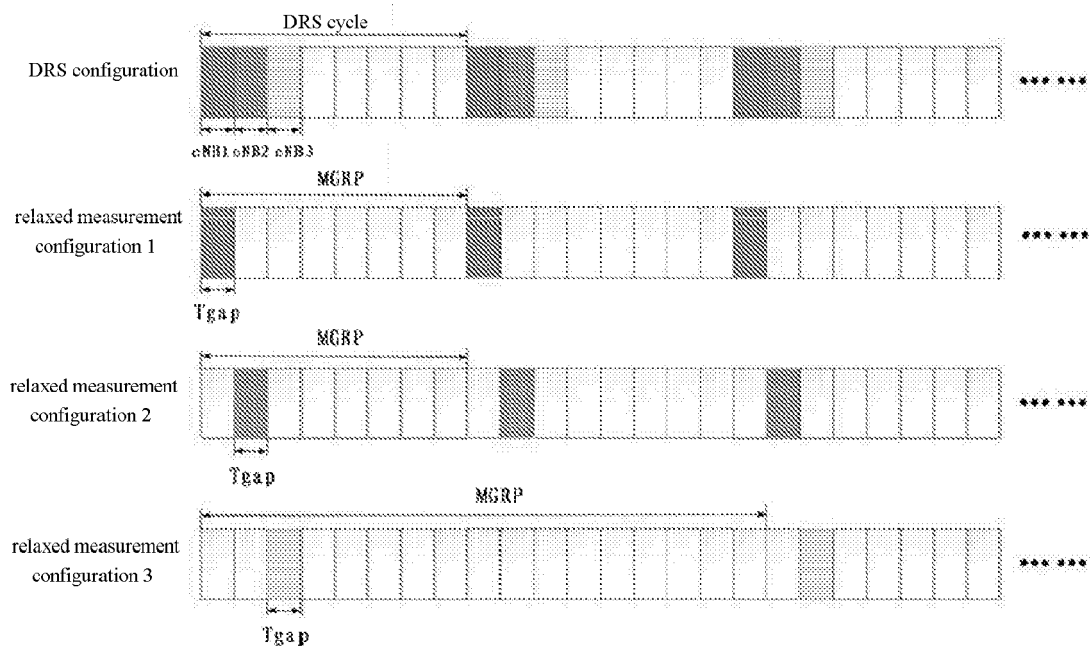 DRS cycle
DRS configuration
eNB1 eNB2 eNB3
MGRP
relaxed measurement
configuration 1
Tgap
MGRP
relaxed measurement
configuration 2
Tgap
MGRP
relaxed measurement
configuration 3
Tgap